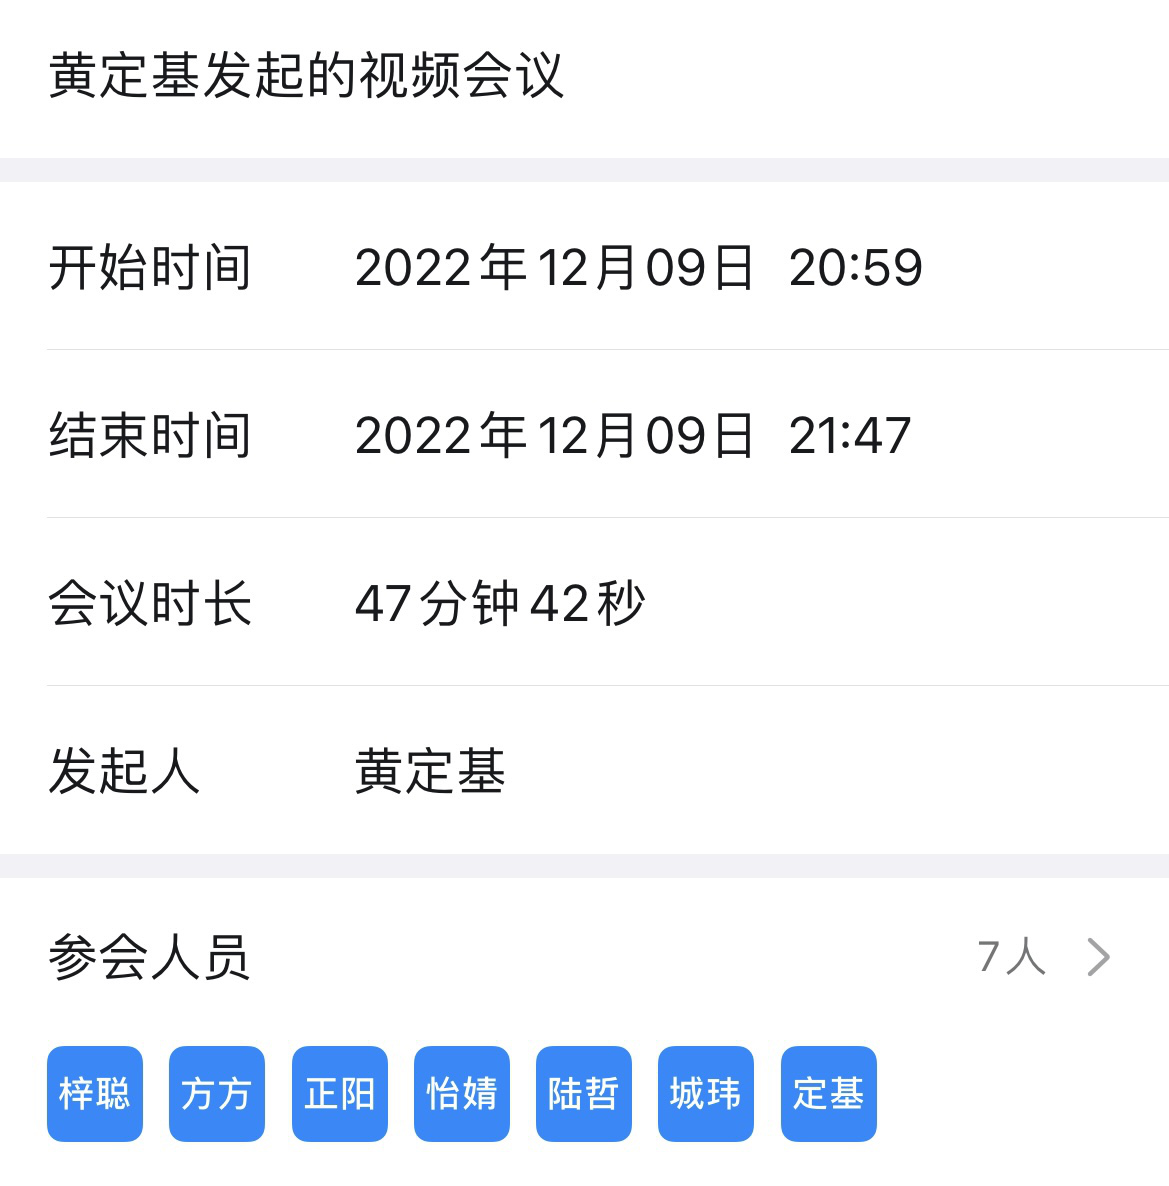 黄定基发起的视频会议
开始时间 2022年12月09日 20:59
结束时间 2022年12月09日 21:47
会议时长 47分钟42秒
发起人 黄定基
参会人员 7人
梓聪 方方 正阳 怡婧 陆哲 城玮 定基